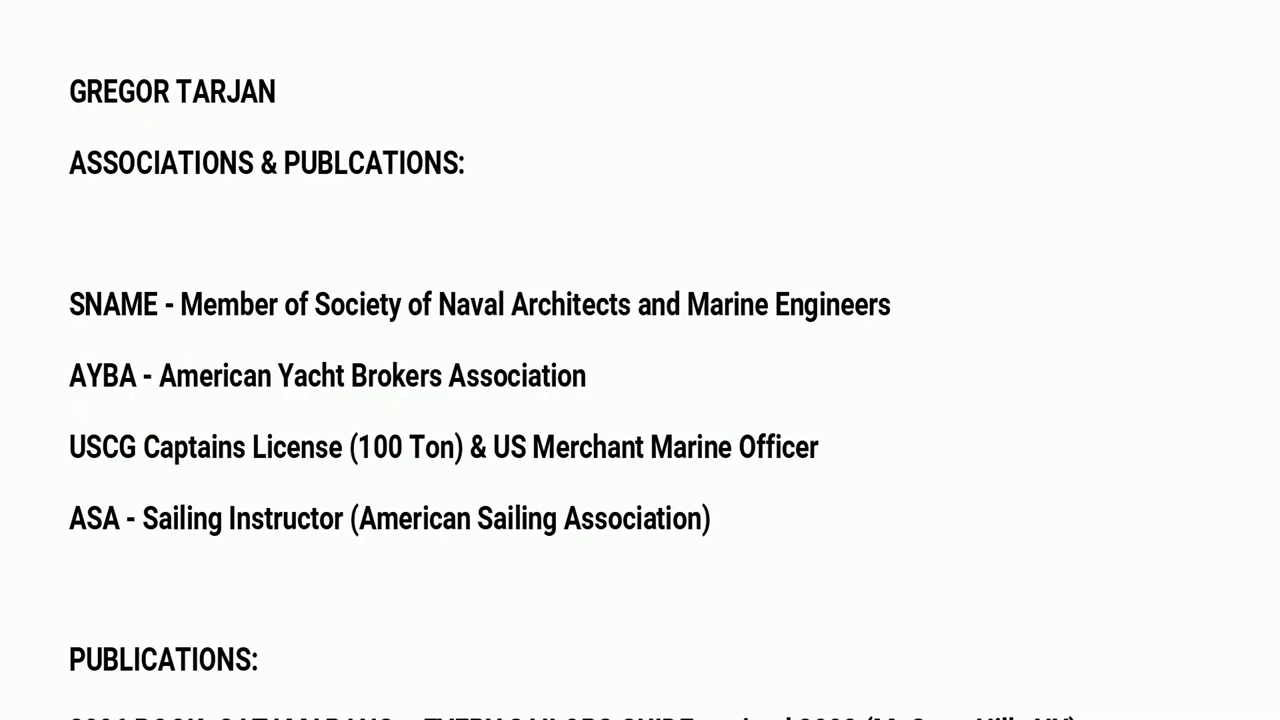 GREGOR TARJAN
ASSOCIATIONS & PUBLCATIONS:
SNAME - Member of Society of Naval Architects and Marine Engineers
AYBA - American Yacht Brokers Association
USCG Captains License (100 Ton) & US Merchant Marine Officer
ASA - Sailing Instructor (American Sailing Association)
PUBLICATIONS: